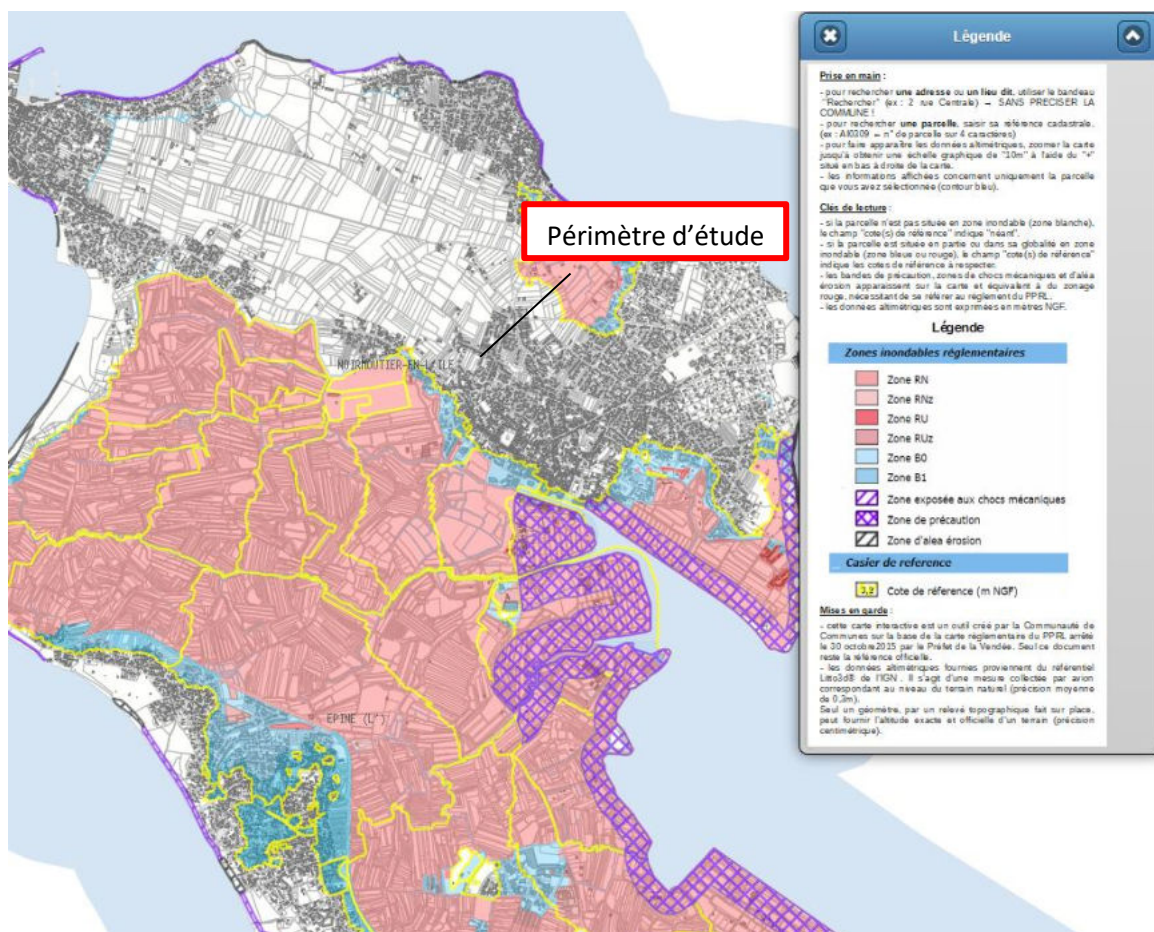 Périmètre d’étude
NOIRMOUTIER-EN-L'ILE
EPINE (L')
Légende
Prise en main :
- pour rechercher une adresse ou un lieu dit, utiliser le bandeau
"Rechercher" (ex : 2 rue Centrale) – SANS PRECISER LA
COMMUNE !
- pour rechercher une parcelle, saisir sa référence cadastrale.
(ex : AI0309 – n° de parcelle sur 4 caractères)
- pour faire apparaître les données altimétriques, zoomer la carte
jusqu'à obtenir une échelle graphique de "10m" à l'aide du "+"
situé en bas à droite de la carte.
- les informations affichées concernent uniquement la parcelle
que vous avez sélectionnée (contour bleu).
Clés de lecture :
- si la parcelle n'est pas située en zone inondable (zone blanche),
le champ "cote(s) de référence" indique "néant".
- si la parcelle est située en partie ou dans sa globalité en zone
inondable (zone bleue ou rouge), le champ "cote(s) de référence"
indique les cotes de référence à respecter.
- les bandes de précaution, zones de chocs mécaniques et d'aléa
érosion apparaissent sur la carte et équivalent à du zonage
rouge, nécessitant de se référer au règlement du PPRL.
- les données altimétriques sont exprimées en mètres NGF.
Légende
Zones inondables réglementaires
Zone RN
Zone RNz
Zone RU
Zone RUz
Zone B0
Zone B1
Zone exposée aux chocs mécaniques
Zone de précaution
Zone d'alea érosion
Casier de reference
3,2 Cote de réference (m NGF)
Mises en garde :
- cette carte interactive est un outil créé par la Communauté de
Communes sur la base de la carte réglementaire du PPRL arrêté
le 30 octobre2015 par le Préfet de la Vendée. Seul ce document
reste la référence officielle.
- les données altimétriques fournies proviennent du référentiel
Litto3d® de l'IGN . Il s'agit d'une mesure collectée par avion
correspondant au niveau du terrain naturel (précision moyenne
de 0,3m).
Seul un géomètre, par un relevé topographique fait sur place,
peut fournir l'altitude exacte et officielle d'un terrain (précision
centimétrique).